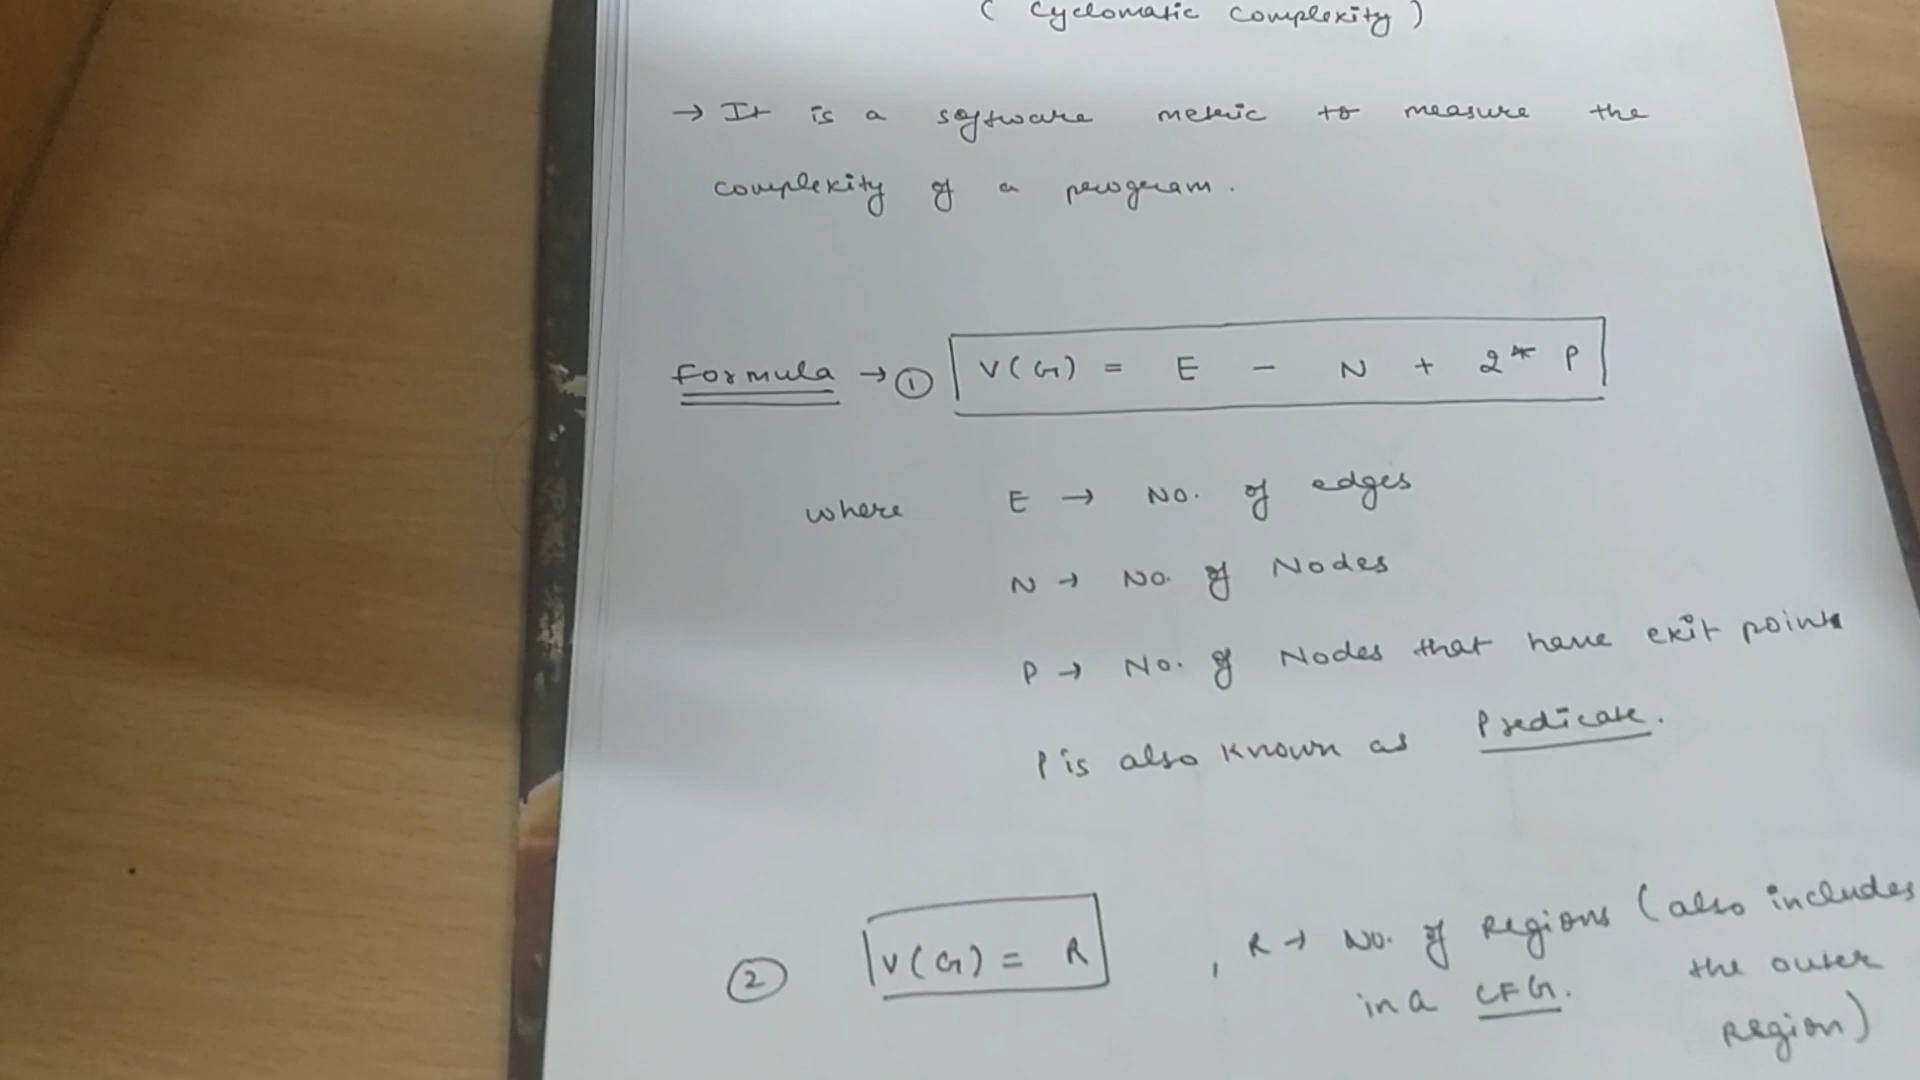 ( Cyclomatic Complexity )
→ It is a software metric to measure the
complexity of a program.
Formula → ① V(G) = E - N + 2* P
where E → No. of edges
N → No. of Nodes
P → No. of Nodes that have exit points
P is also known as Predicate.
② V(G) = R , R → No. of Regions (also includes
in a CFG. the outer
region)